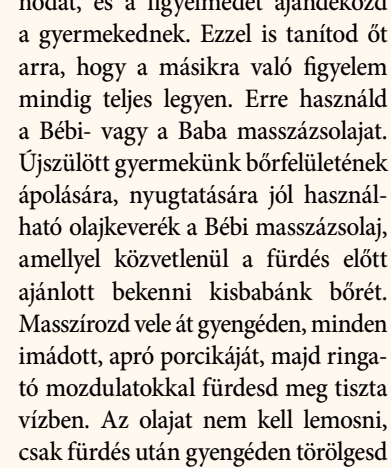 nodat, és a figyelmedet ajándékozd
a gyermekednek. Ezzel is tanítod őt
arra, hogy a másikra való figyelem
mindig teljes legyen. Erre használd
a Bébi- vagy a Baba masszázsolajat.
Újszülött gyermekünk bőrfelületének
ápolására, nyugtatására jól használ-
ható olajkeverék a Bébi masszázsolaj,
amellyel közvetlenül a fürdés előtt
ajánlott bekenni kisbabánk bőrét.
Masszírozd vele át gyengéden, minden
imádott, apró porcikáját, majd ringa-
tó mozdulatokkal fürdesd meg tiszta
vízben. Az olajat nem kell lemosni,
csak fürdés után gyengéden törölgesd